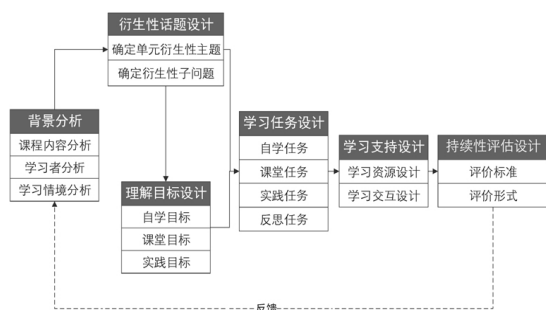 衍生性话题设计
确定单元衍生性主题
确定衍生性子问题
背景分析
课程内容分析
学习者分析
学习情境分析
理解目标设计
自学目标
课堂目标
实践目标
学习任务设计
自学任务
课堂任务
实践任务
反思任务
学习支持设计
学习资源设计
学习交互设计
持续性评估设计
评价标准
评价形式
反馈